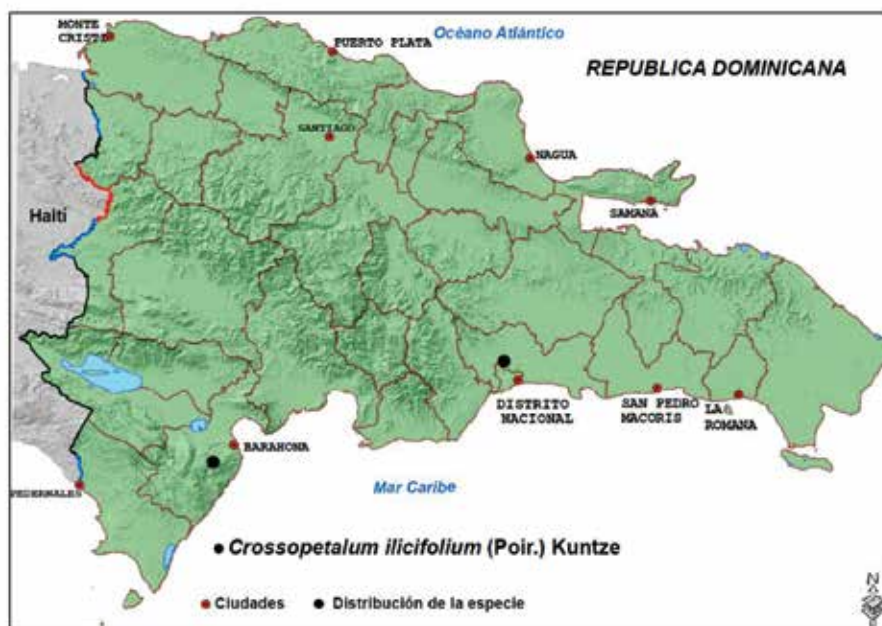 MONTE
CRISTI
PUERTO PLATA
Océano Atlántico
REPUBLICA DOMINICANA
SANTIAGO
NAGUA
SAMANA
Haití
DISTRITO
NACIONAL
SAN PEDRO
MACORIS
LA
ROMANA
BARAHONA
Mar Caribe
PEDERNALES
Crossopetalum ilicifolium (Poir.) Kuntze
Ciudades
Distribución de la especie
N